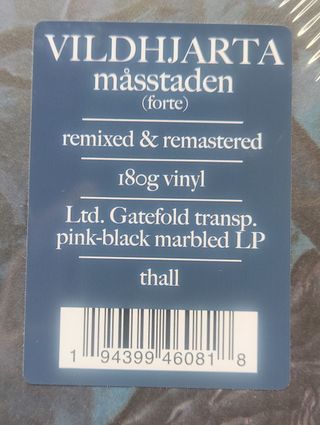 VILDHJARTA
måsstaden
(forte)
remixed & remastered
180g vinyl
Ltd. Gatefold transp.
pink-black marbled LP
thall
1 94399 46081 8